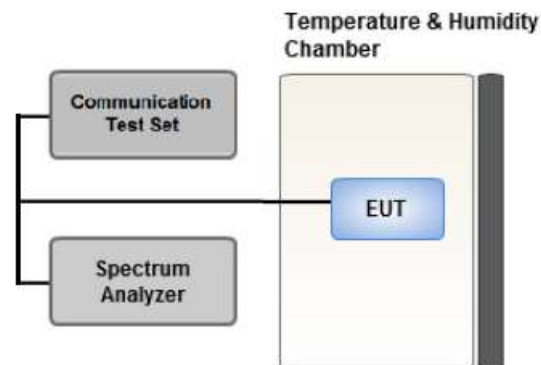 Temperature & Humidity
Chamber
Communication
Test Set
EUT
Spectrum
Analyzer